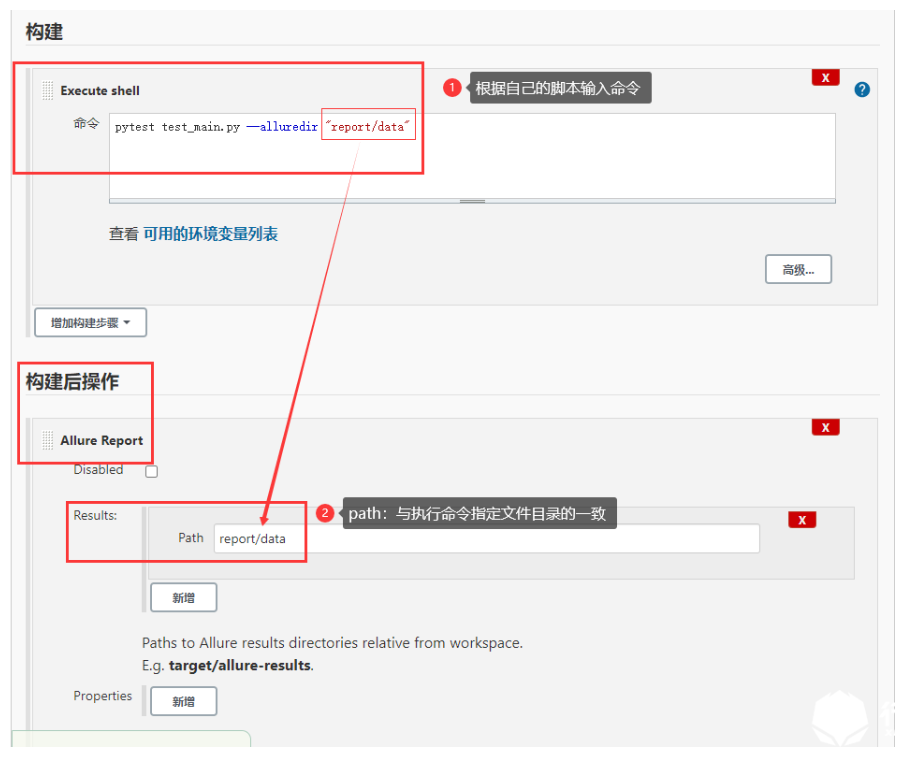 构建
Execute shell
X
1
根据自己的脚本输入命令
?
命令
pytest test_main.py —alluredir "report/data"
查看 可用的环境变量列表
高级...
增加构建步骤
构建后操作
Allure Report
X
Disabled
Results:
2
path：与执行命令指定文件目录的一致
X
Path
report/data
新增
Paths to Allure results directories relative from workspace.
E.g. target/allure-results.
Properties
新增